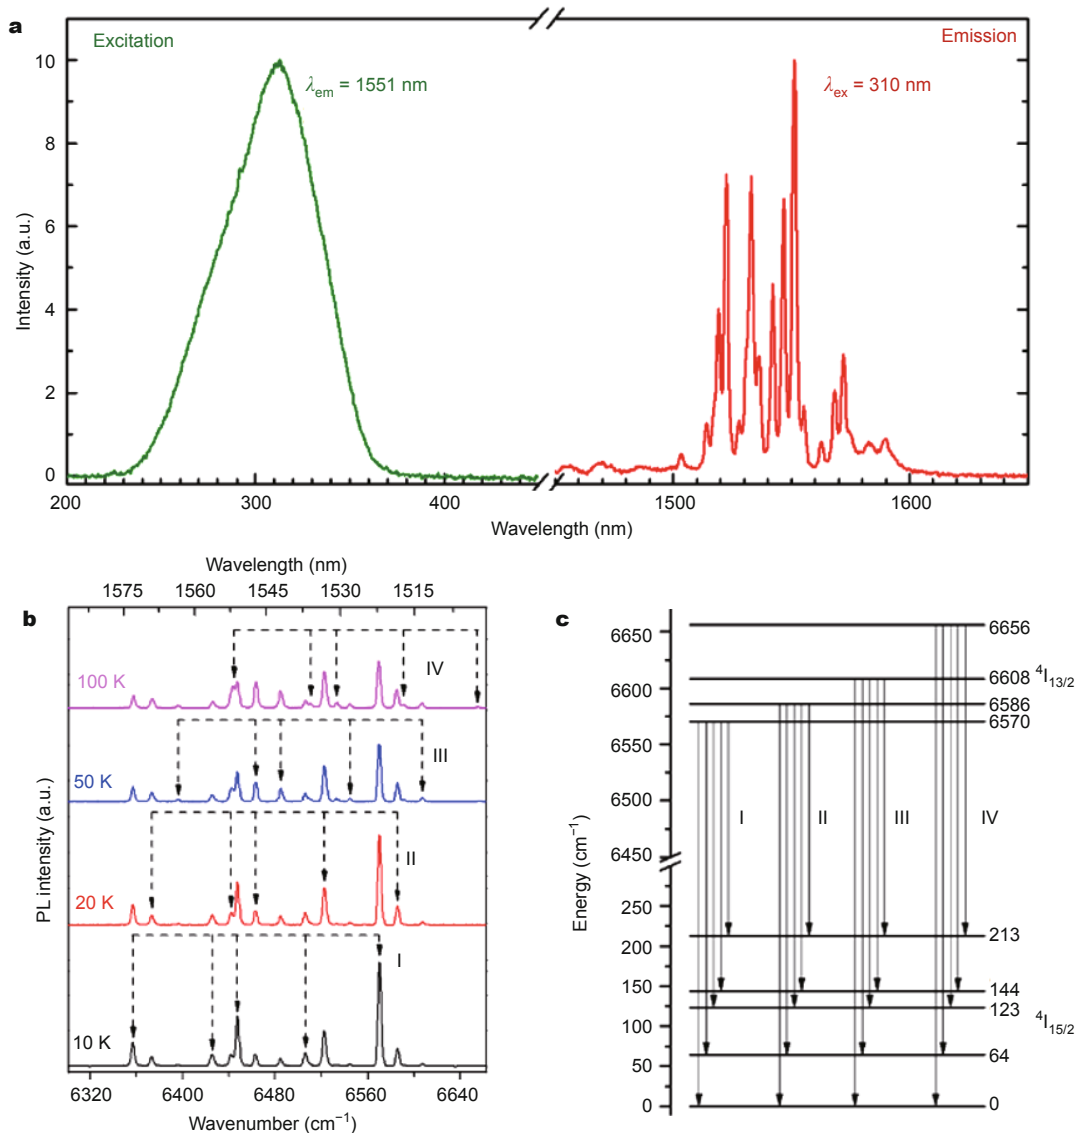 a
Excitation
Emission
λem = 1551 nm
λex = 310 nm
10
8
6
4
2
0
Intensity (a.u.)
200 300 400 1500 1600
Wavelength (nm)
b
Wavelength (nm)
1575 1560 1545 1530 1515
100 K
IV
50 K
III
20 K
II
10 K
I
PL intensity (a.u.)
6320 6400 6480 6560 6640
Wavenumber (cm⁻¹)
c
Energy (cm⁻¹)
6650
6600
6550
6500
6450
250
200
150
100
50
0
6656
6608 ⁴I13/2
6586
6570
I II III IV
213
144
123 ⁴I15/2
64
0